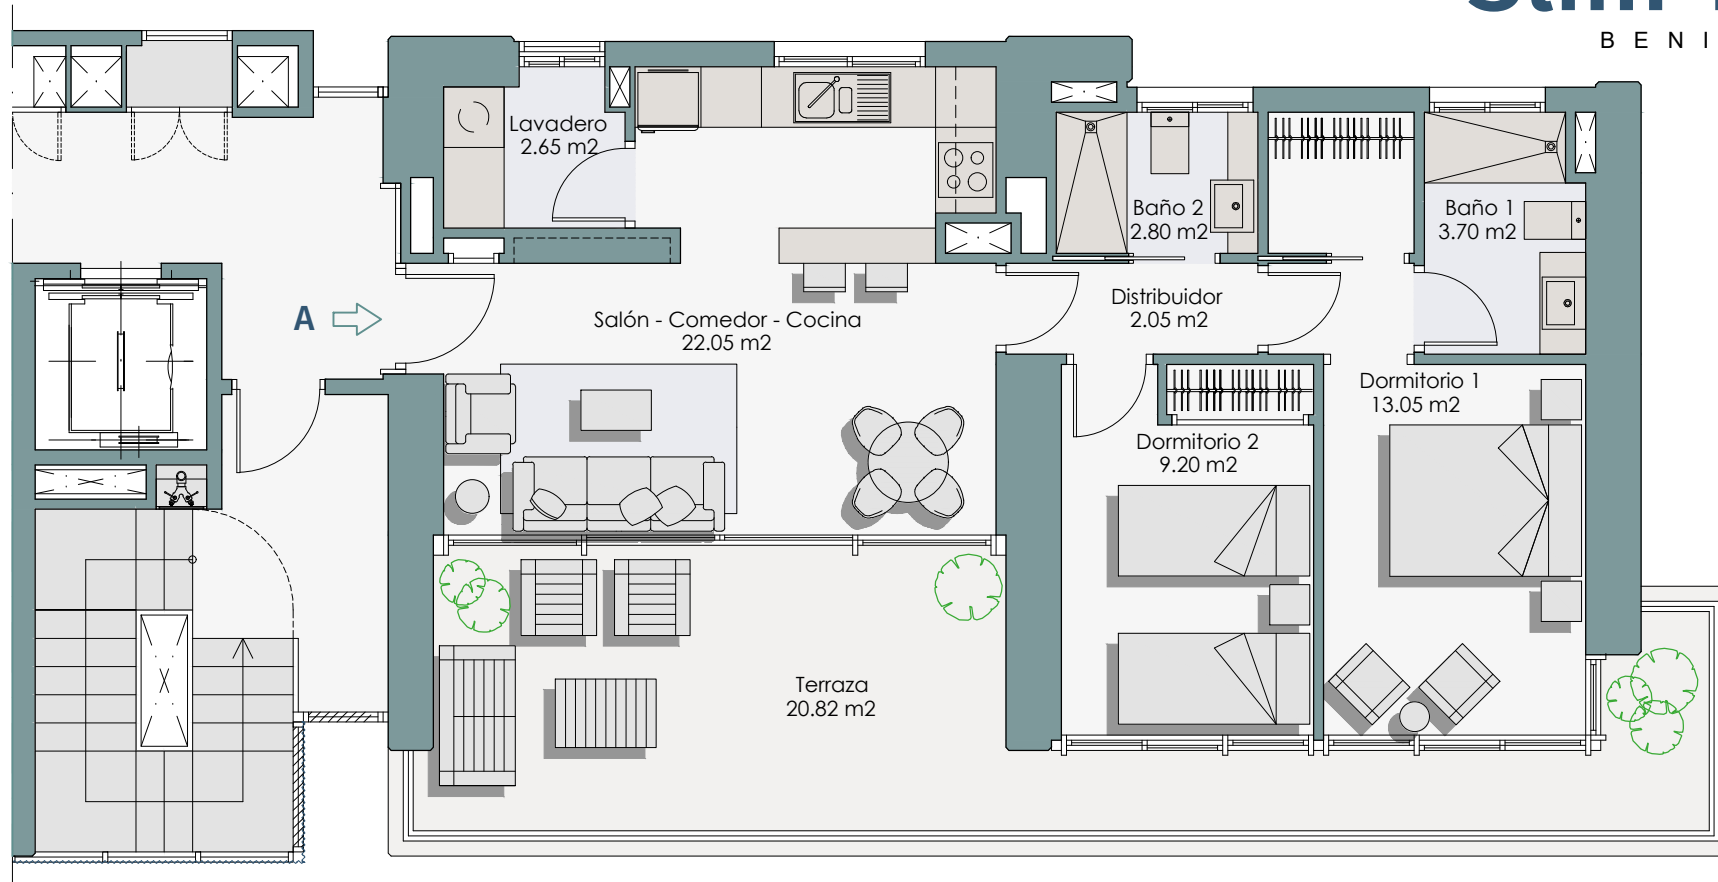 BENI
Lavadero
2.65 m2
Baño 2
2.80 m2
Baño 1
3.70 m2
A
Salón - Comedor - Cocina
22.05 m2
Distribuidor
2.05 m2
Dormitorio 1
13.05 m2
Dormitorio 2
9.20 m2
Terraza
20.82 m2